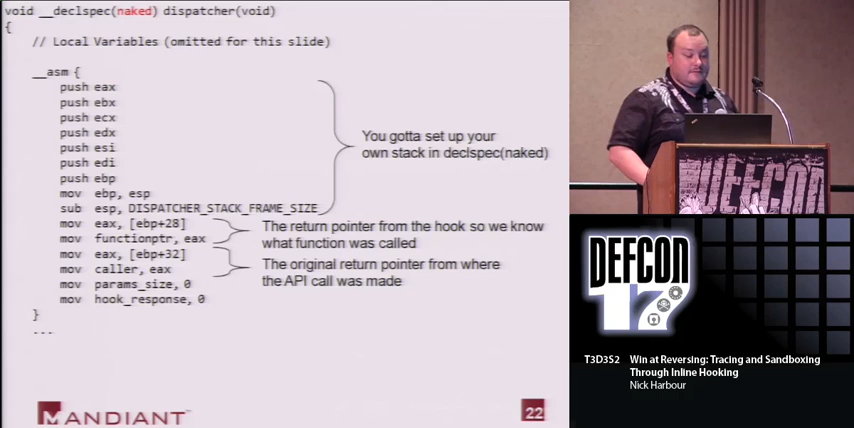 void __declspec(naked) dispatcher(void)
{
// Local Variables (omitted for this slide)
__asm {
push eax
push ebx
push ecx
push edx
push esi
push edi
push ebp
mov ebp, esp
sub esp, DISPATCHER_STACK_FRAME_SIZE
mov eax, [ebp+28]
mov functionptr, eax
mov eax, [ebp+32]
mov caller, eax
mov params_size, 0
mov hook_response, 0
}
...
You gotta set up your
own stack in declspec(naked)
The return pointer from the hook so we know
what function was called
The original return pointer from where
the API call was made
MANDIANT
22
DEFCON
DEFCON
17
T3D3S2 Win at Reversing: Tracing and Sandboxing
Through Inline Hooking
Nick Harbour